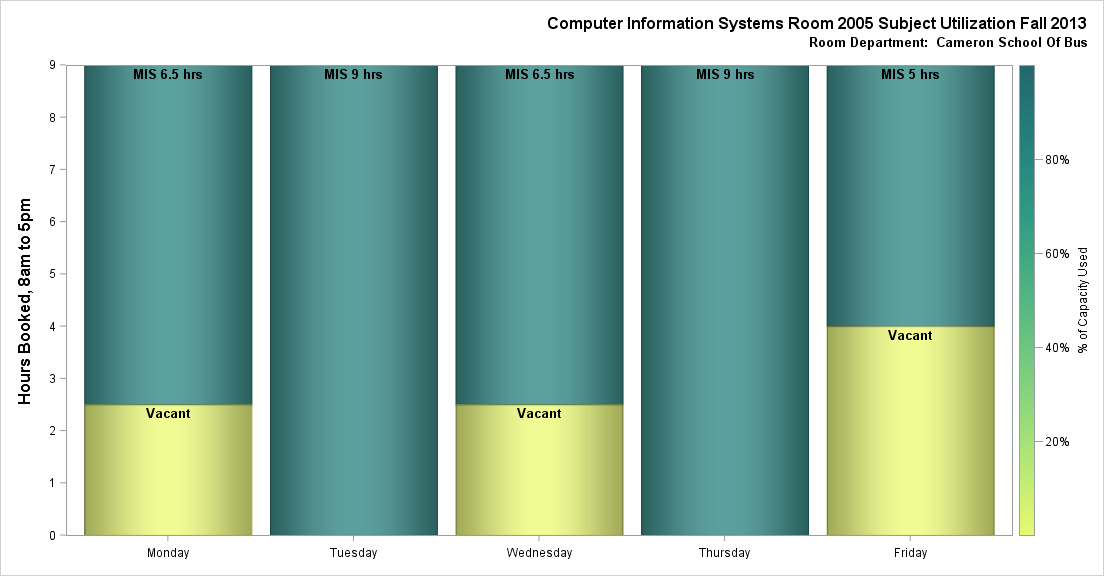 Computer Information Systems Room 2005 Subject Utilization Fall 2013
Room Department:  Cameron School Of Bus
Hours Booked, 8am to 5pm
9
8
7
6
5
4
3
2
1
0
MIS 6.5 hrs
MIS 9 hrs
MIS 6.5 hrs
MIS 9 hrs
MIS 5 hrs
Vacant
Vacant
Vacant
Monday
Tuesday
Wednesday
Thursday
Friday
80%
60%
40%
20%
% of Capacity Used